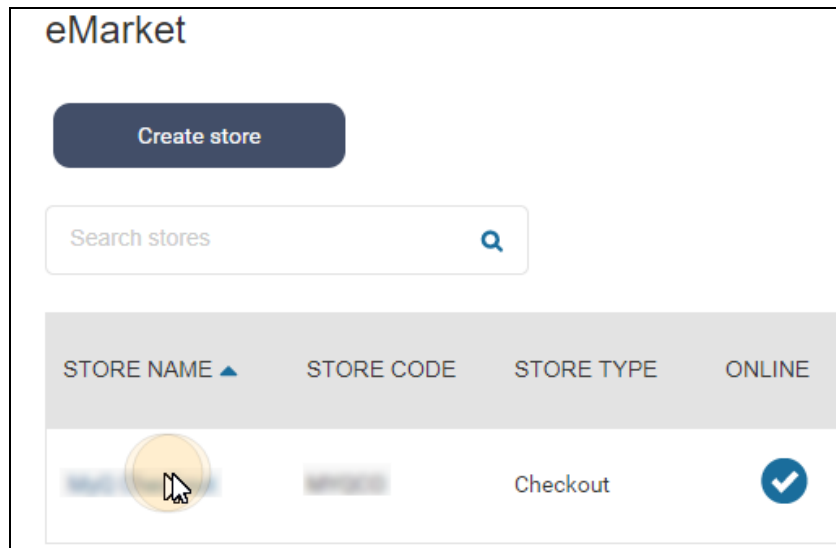 eMarket
Create store
Search stores
STORE NAME STORE CODE STORE TYPE ONLINE
Checkout